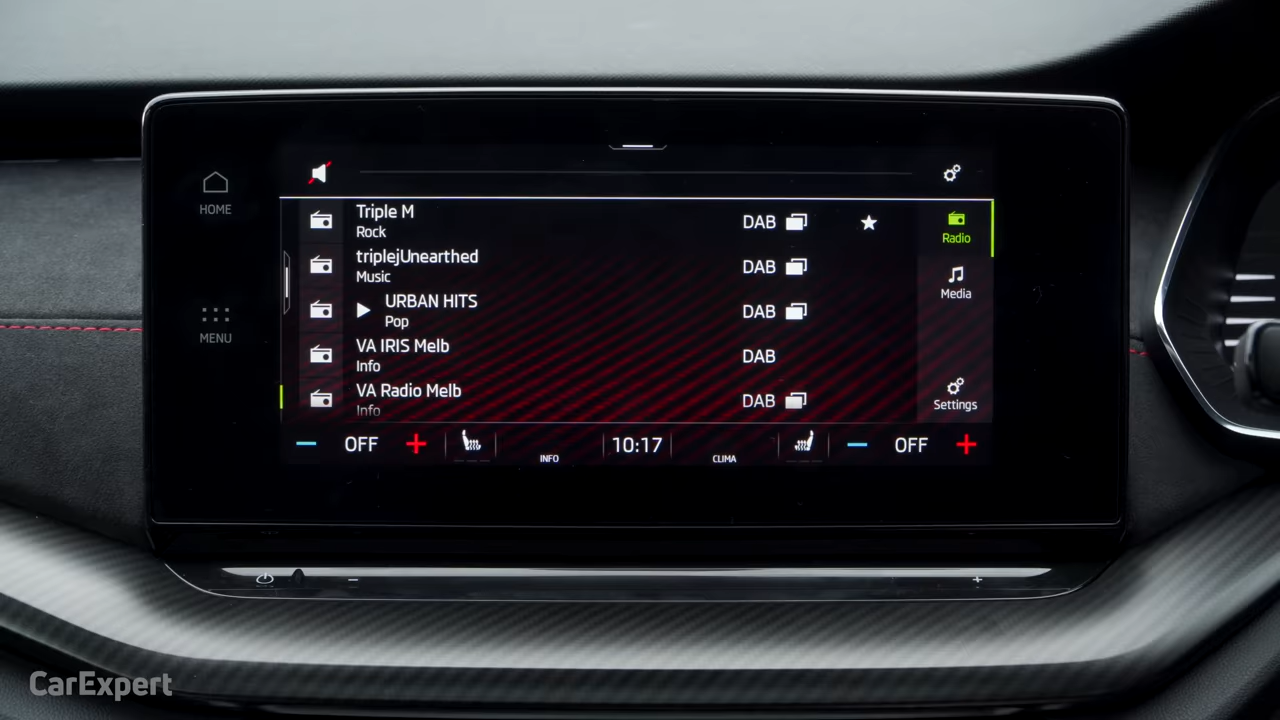 HOME
MENU
Triple M
Rock
DAB
triplejUnearthed
Music
DAB
URBAN HITS
Pop
DAB
VA IRIS Melb
Info
DAB
VA Radio Melb
Info
DAB
Radio
Media
Settings
OFF
INFO
10:17
CLIMA
OFF
CarExpert